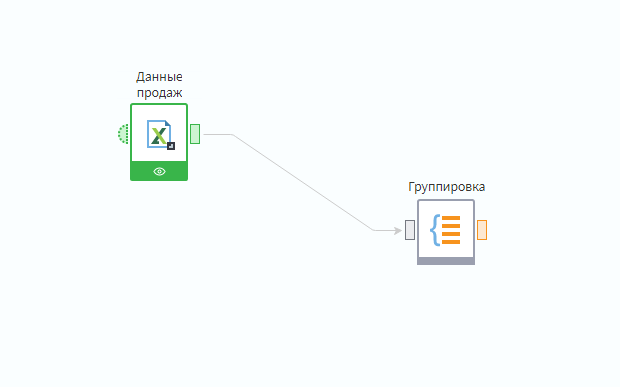 Данные
продаж
Группировка